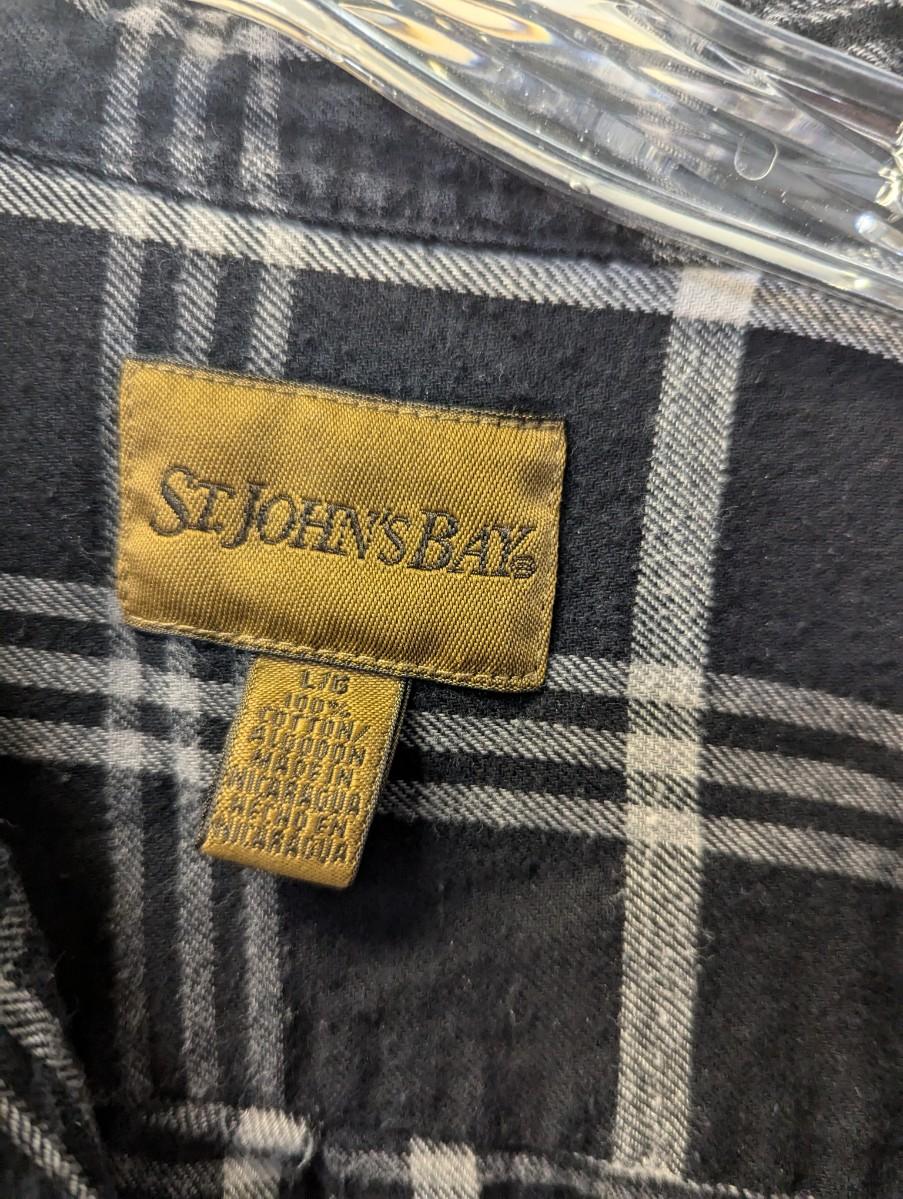 ST. JOHN'S BAY®
L/G
100%
COTTON/
ALGODON
MADE IN
NICARAGUA
HECHO EN
NICARAGUA